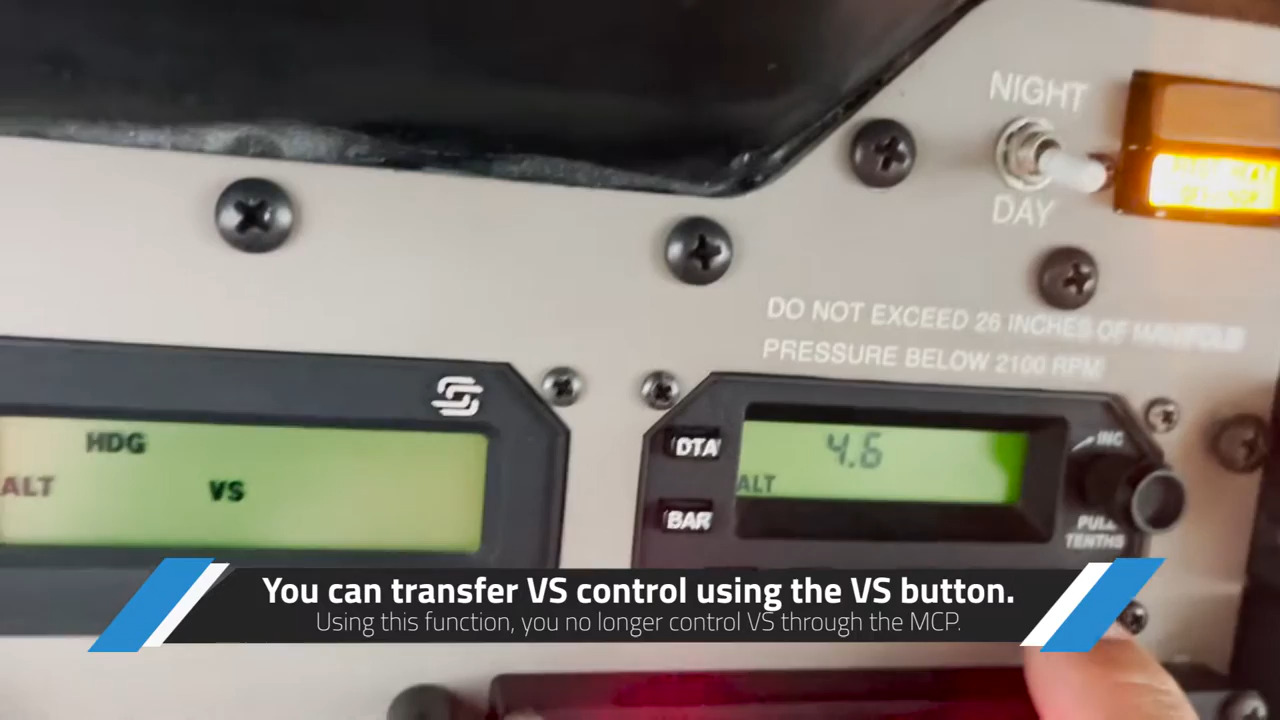 NIGHT
DAY
DO NOT EXCEED 26 INCHES OF MANIFOLD
PRESSURE BELOW 2100 RPM
HDG
ALT VS
DTA
BAR
4.6
ALT
INC
PULL
TENTHS
You can transfer VS control using the VS button.
Using this function, you no longer control VS through the MCP.